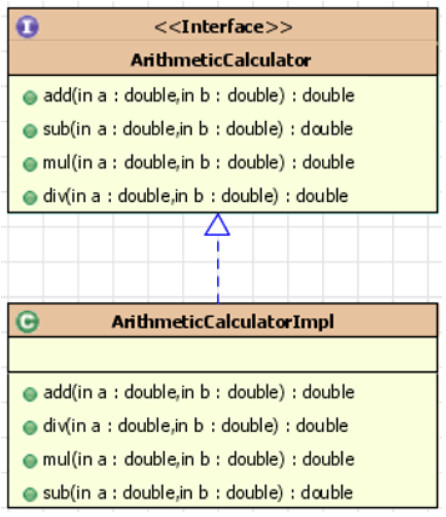 I
<<Interface>>
ArithmeticCalculator
add(in a : double,in b : double) : double
sub(in a : double,in b : double) : double
mul(in a : double,in b : double) : double
div(in a : double,in b : double) : double
C
ArithmeticCalculatorImpl
add(in a : double,in b : double) : double
div(in a : double,in b : double) : double
mul(in a : double,in b : double) : double
sub(in a : double,in b : double) : double